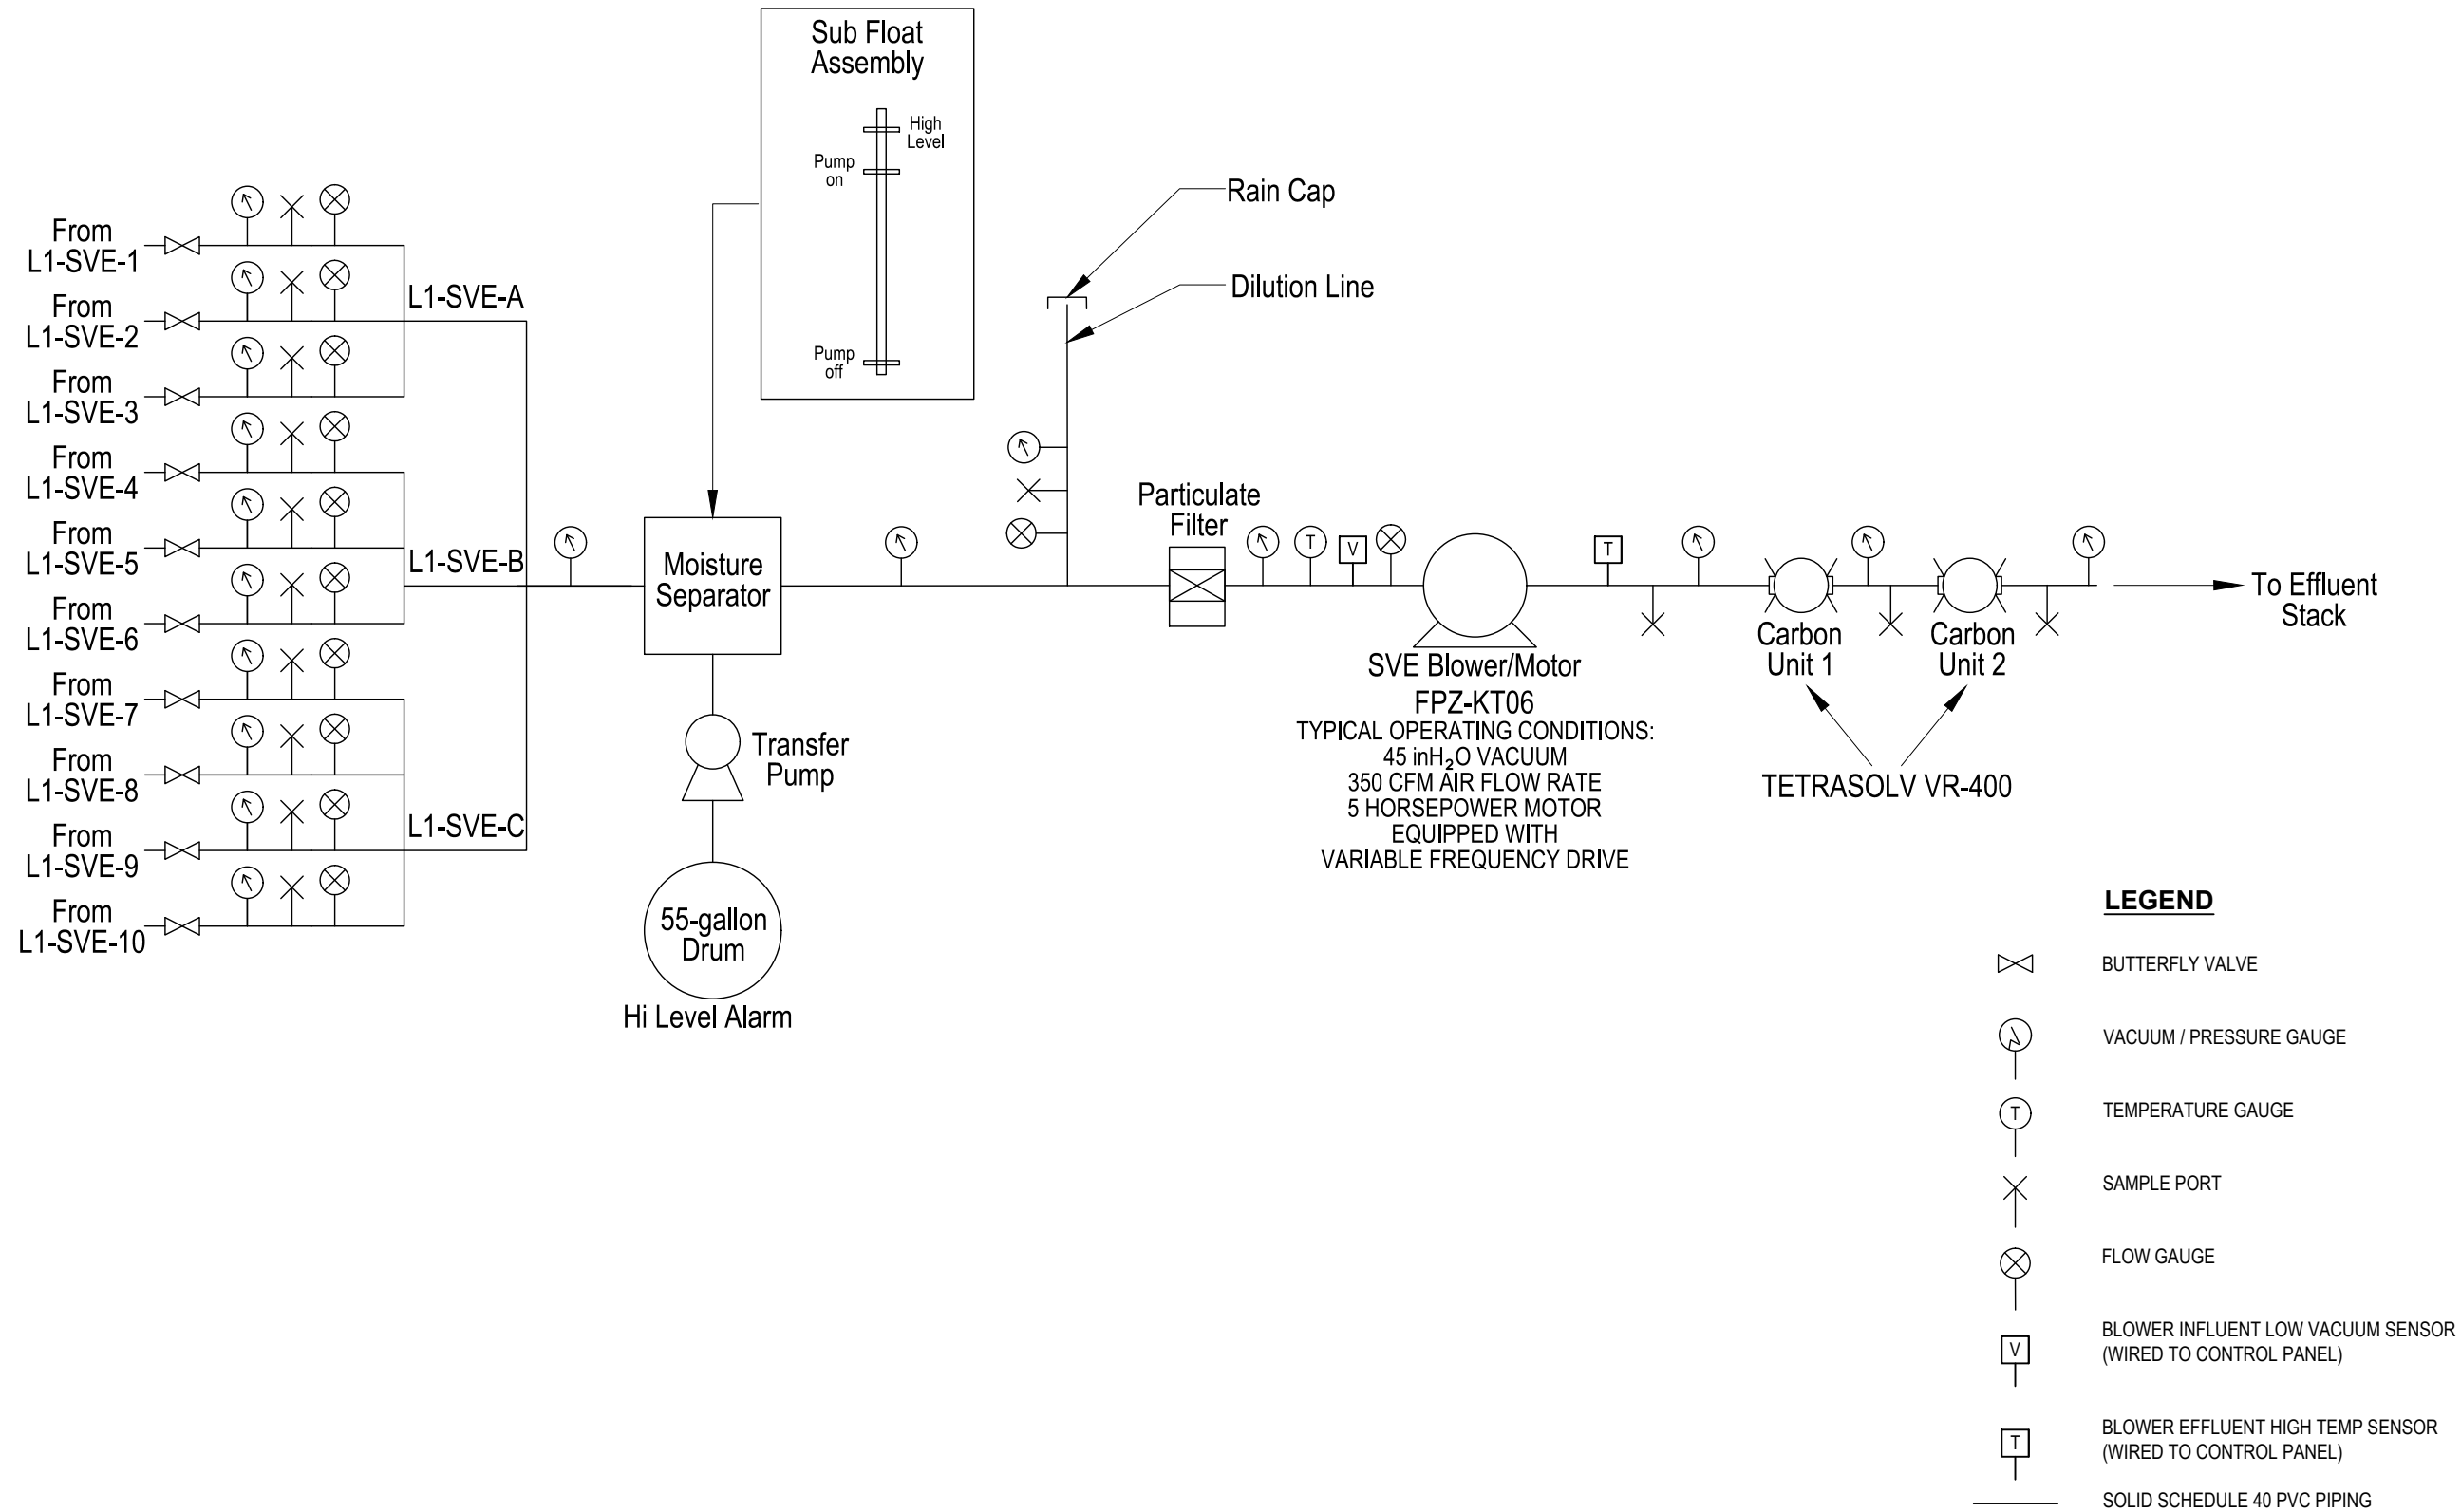 Sub Float
Assembly
High
Level
Pump
on
Pump
off
Rain Cap
Dilution Line
From
L1-SVE-1
From
L1-SVE-2
From
L1-SVE-3
From
L1-SVE-4
From
L1-SVE-5
From
L1-SVE-6
From
L1-SVE-7
From
L1-SVE-8
From
L1-SVE-9
From
L1-SVE-10
L1-SVE-A
L1-SVE-B
L1-SVE-C
Moisture
Separator
Transfer
Pump
55-gallon
Drum
Hi Level Alarm
Particulate
Filter
T
V
SVE Blower/Motor
FPZ-KT06
TYPICAL OPERATING CONDITIONS:
45 inH₂O VACUUM
350 CFM AIR FLOW RATE
5 HORSEPOWER MOTOR
EQUIPPED WITH
VARIABLE FREQUENCY DRIVE
T
Carbon
Unit 1
Carbon
Unit 2
TETRASOLV VR-400
To Effluent
Stack
LEGEND
BUTTERFLY VALVE
VACUUM / PRESSURE GAUGE
T TEMPERATURE GAUGE
SAMPLE PORT
FLOW GAUGE
V BLOWER INFLUENT LOW VACUUM SENSOR
(WIRED TO CONTROL PANEL)
T BLOWER EFFLUENT HIGH TEMP SENSOR
(WIRED TO CONTROL PANEL)
SOLID SCHEDULE 40 PVC PIPING